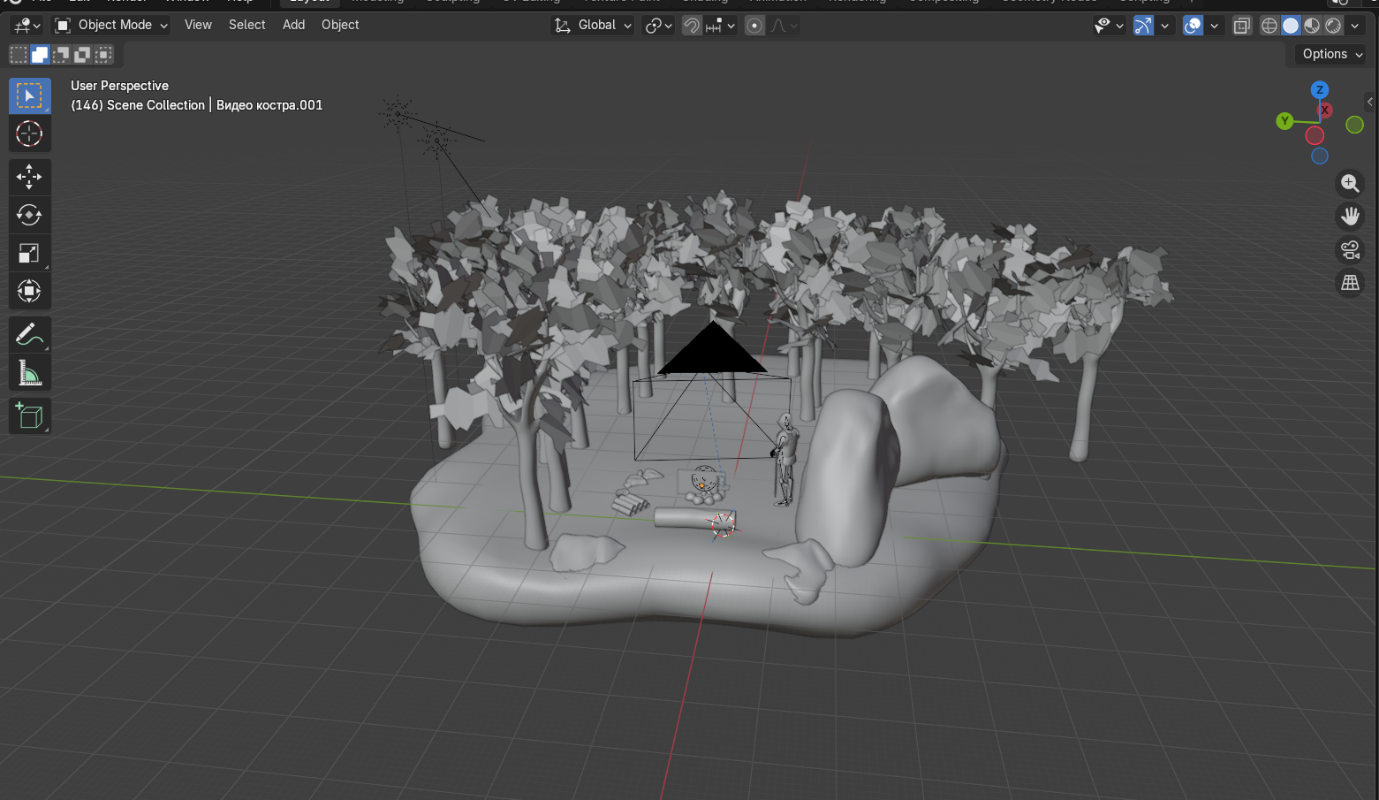 Object Mode View Select Add Object Global
Options
User Perspective
(146) Scene Collection | Видео костра.001
Z
X
Y